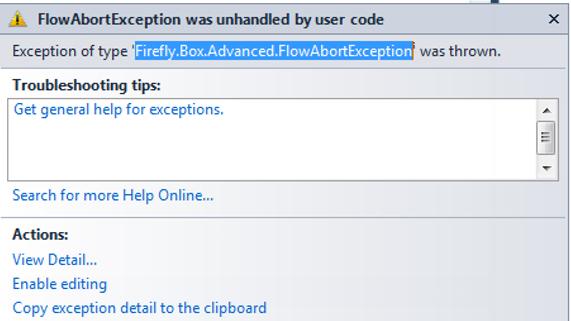 FlowAbortException was unhandled by user code
Exception of type 'Firefly.Box.Advanced.FlowAbortException' was thrown.
Troubleshooting tips:
Get general help for exceptions.
Search for more Help Online...
Actions:
View Detail...
Enable editing
Copy exception detail to the clipboard